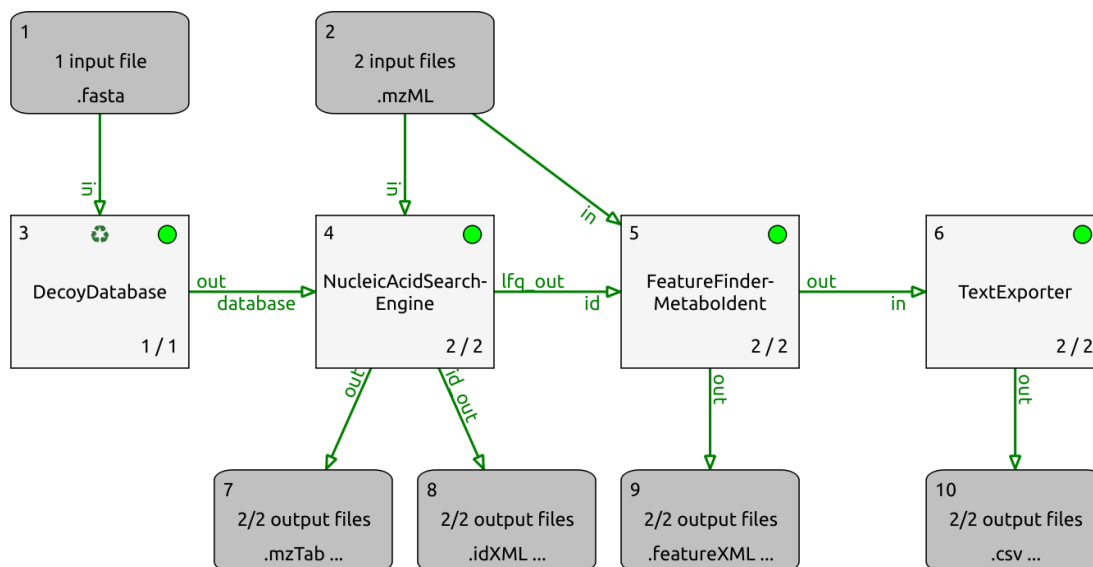 1
1 input file
.fasta
2
2 input files
.mzML
in
in
in
3
DecoyDatabase
1 / 1
out
database
4
NucleicAcidSearch-
Engine
2 / 2
lfq_out
id
5
FeatureFinder-
MetaboIdent
2 / 2
out
in
6
TextExporter
2 / 2
out
id_out
out
out
7
2/2 output files
.mzTab ...
8
2/2 output files
.idXML ...
9
2/2 output files
.featureXML ...
10
2/2 output files
.csv ...